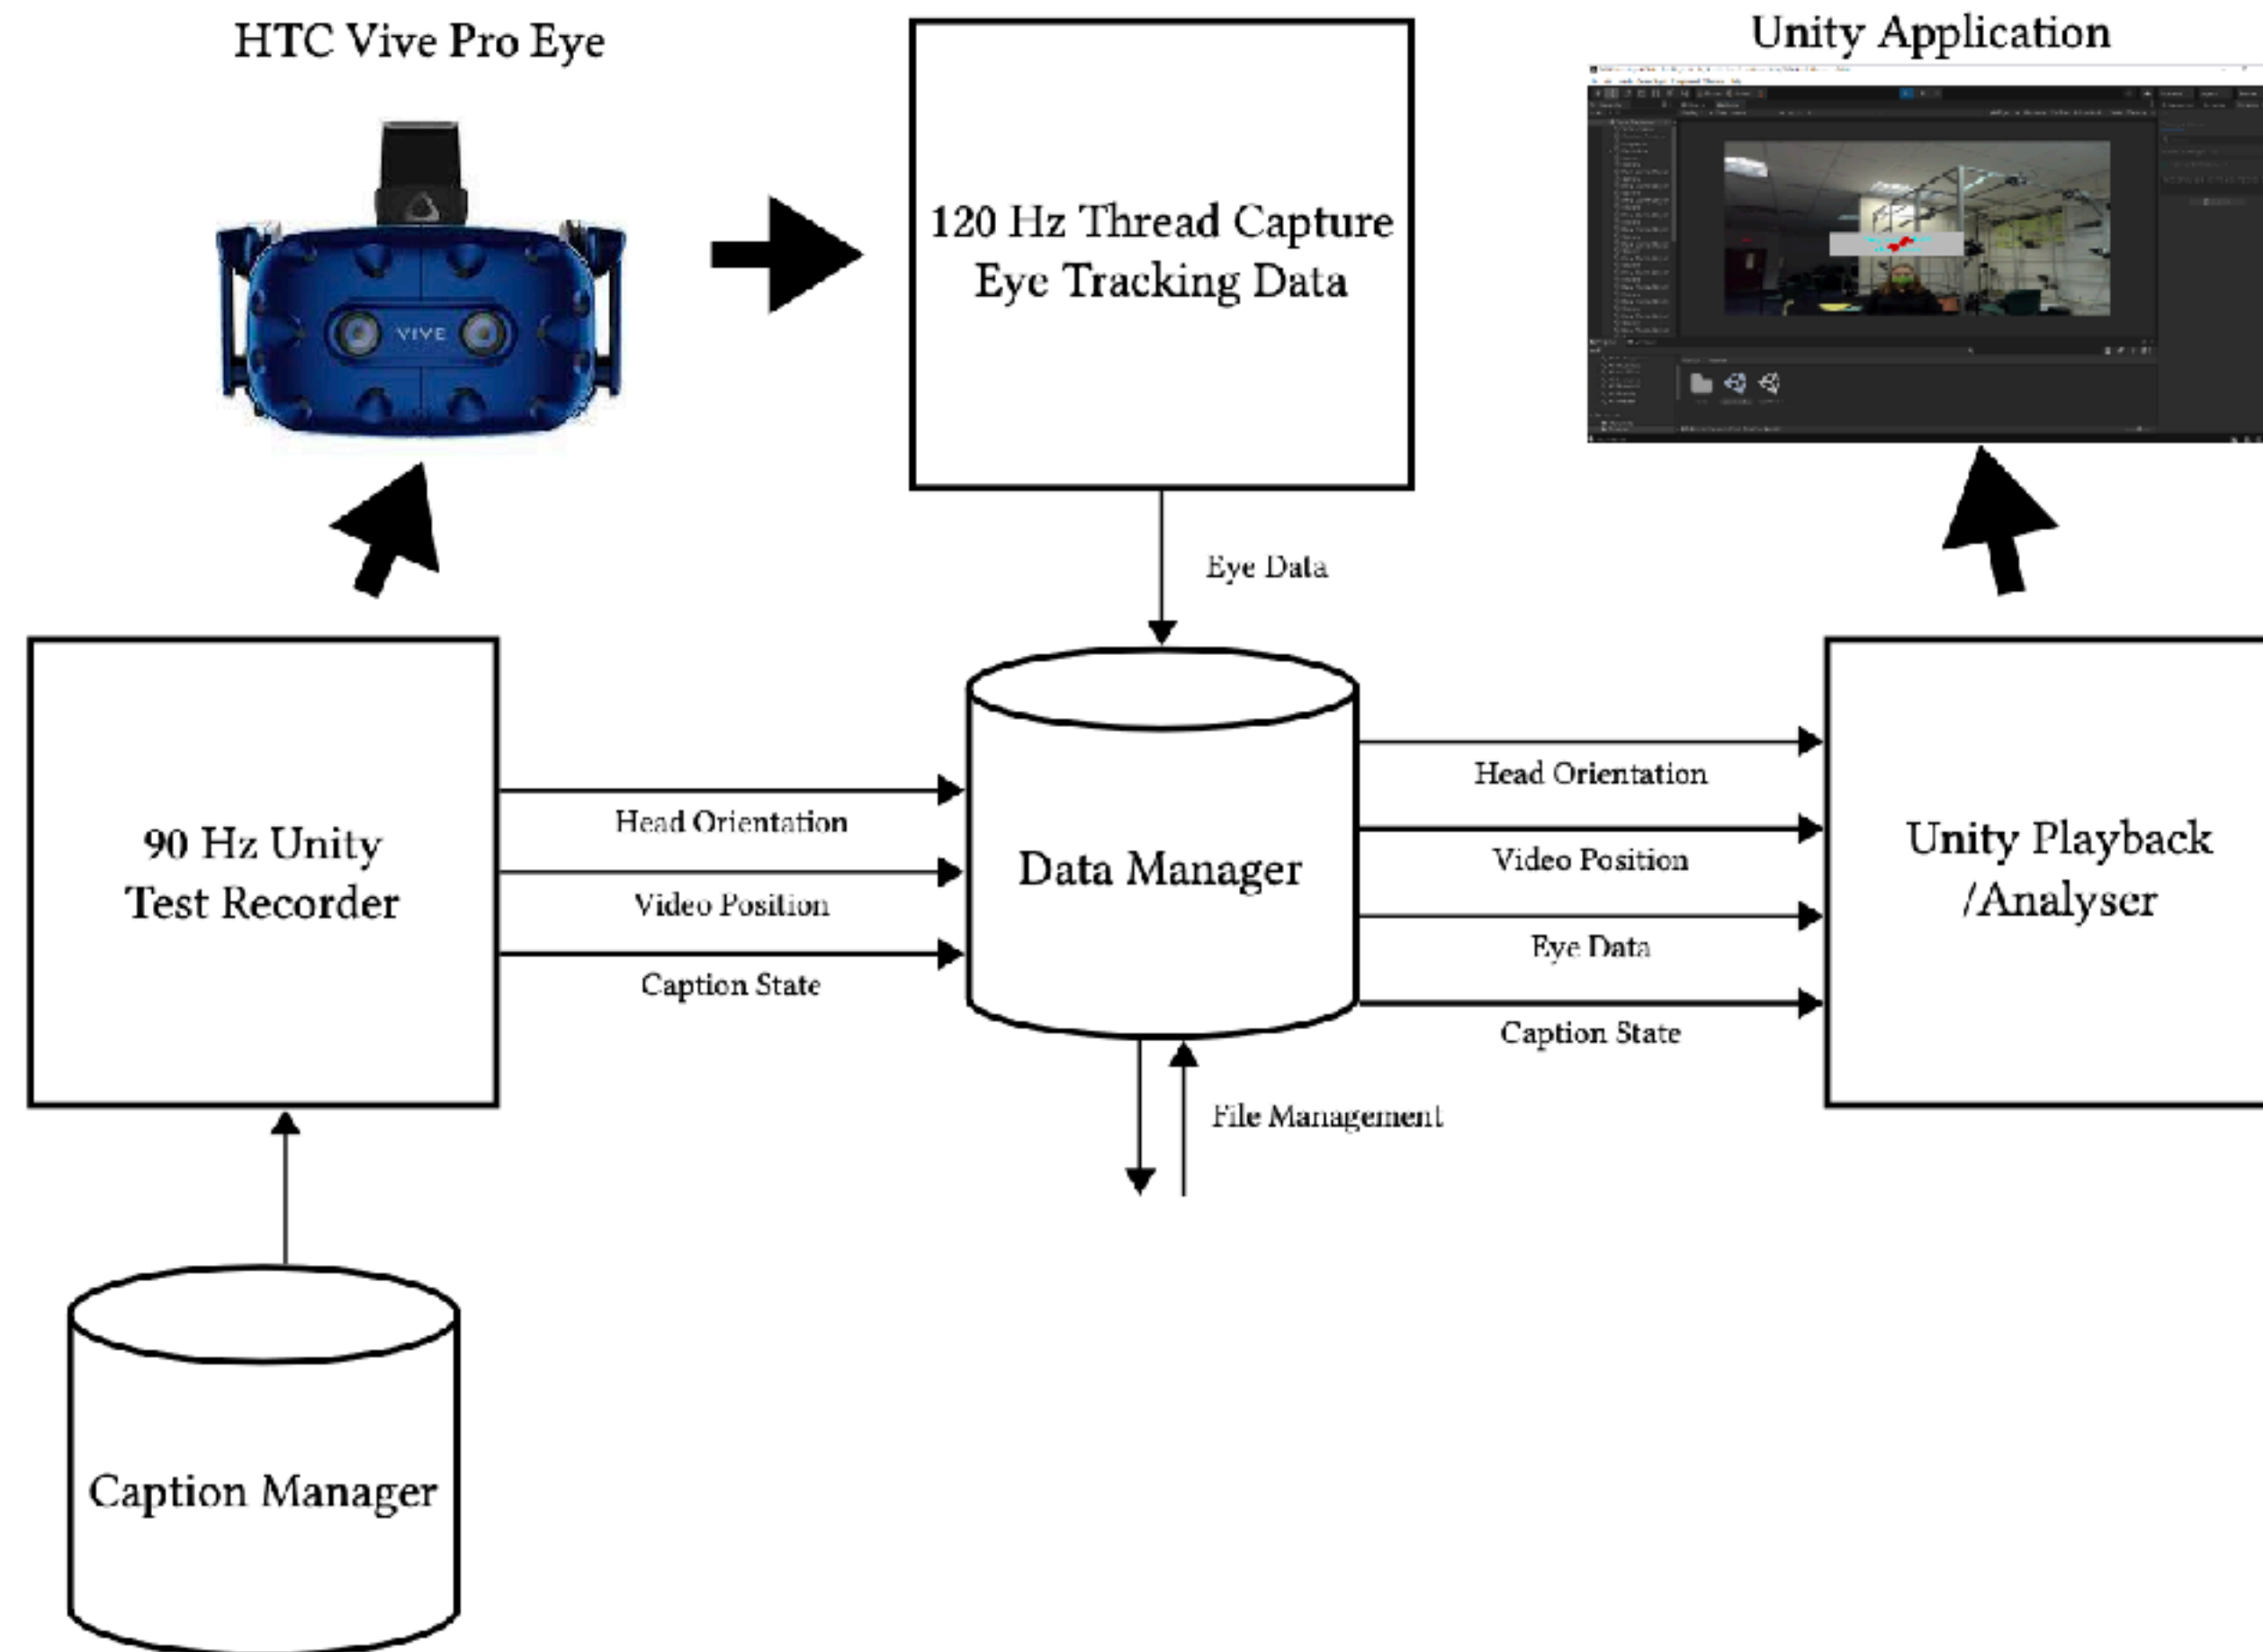 HTC Vive Pro Eye
Unity Application
VIVE
120 Hz Thread Capture
Eye Tracking Data
Eye Data
90 Hz Unity
Test Recorder
Head Orientation
Video Position
Caption State
Data Manager
Head Orientation
Video Position
Eye Data
Caption State
Unity Playback
/Analyser
File Management
Caption Manager